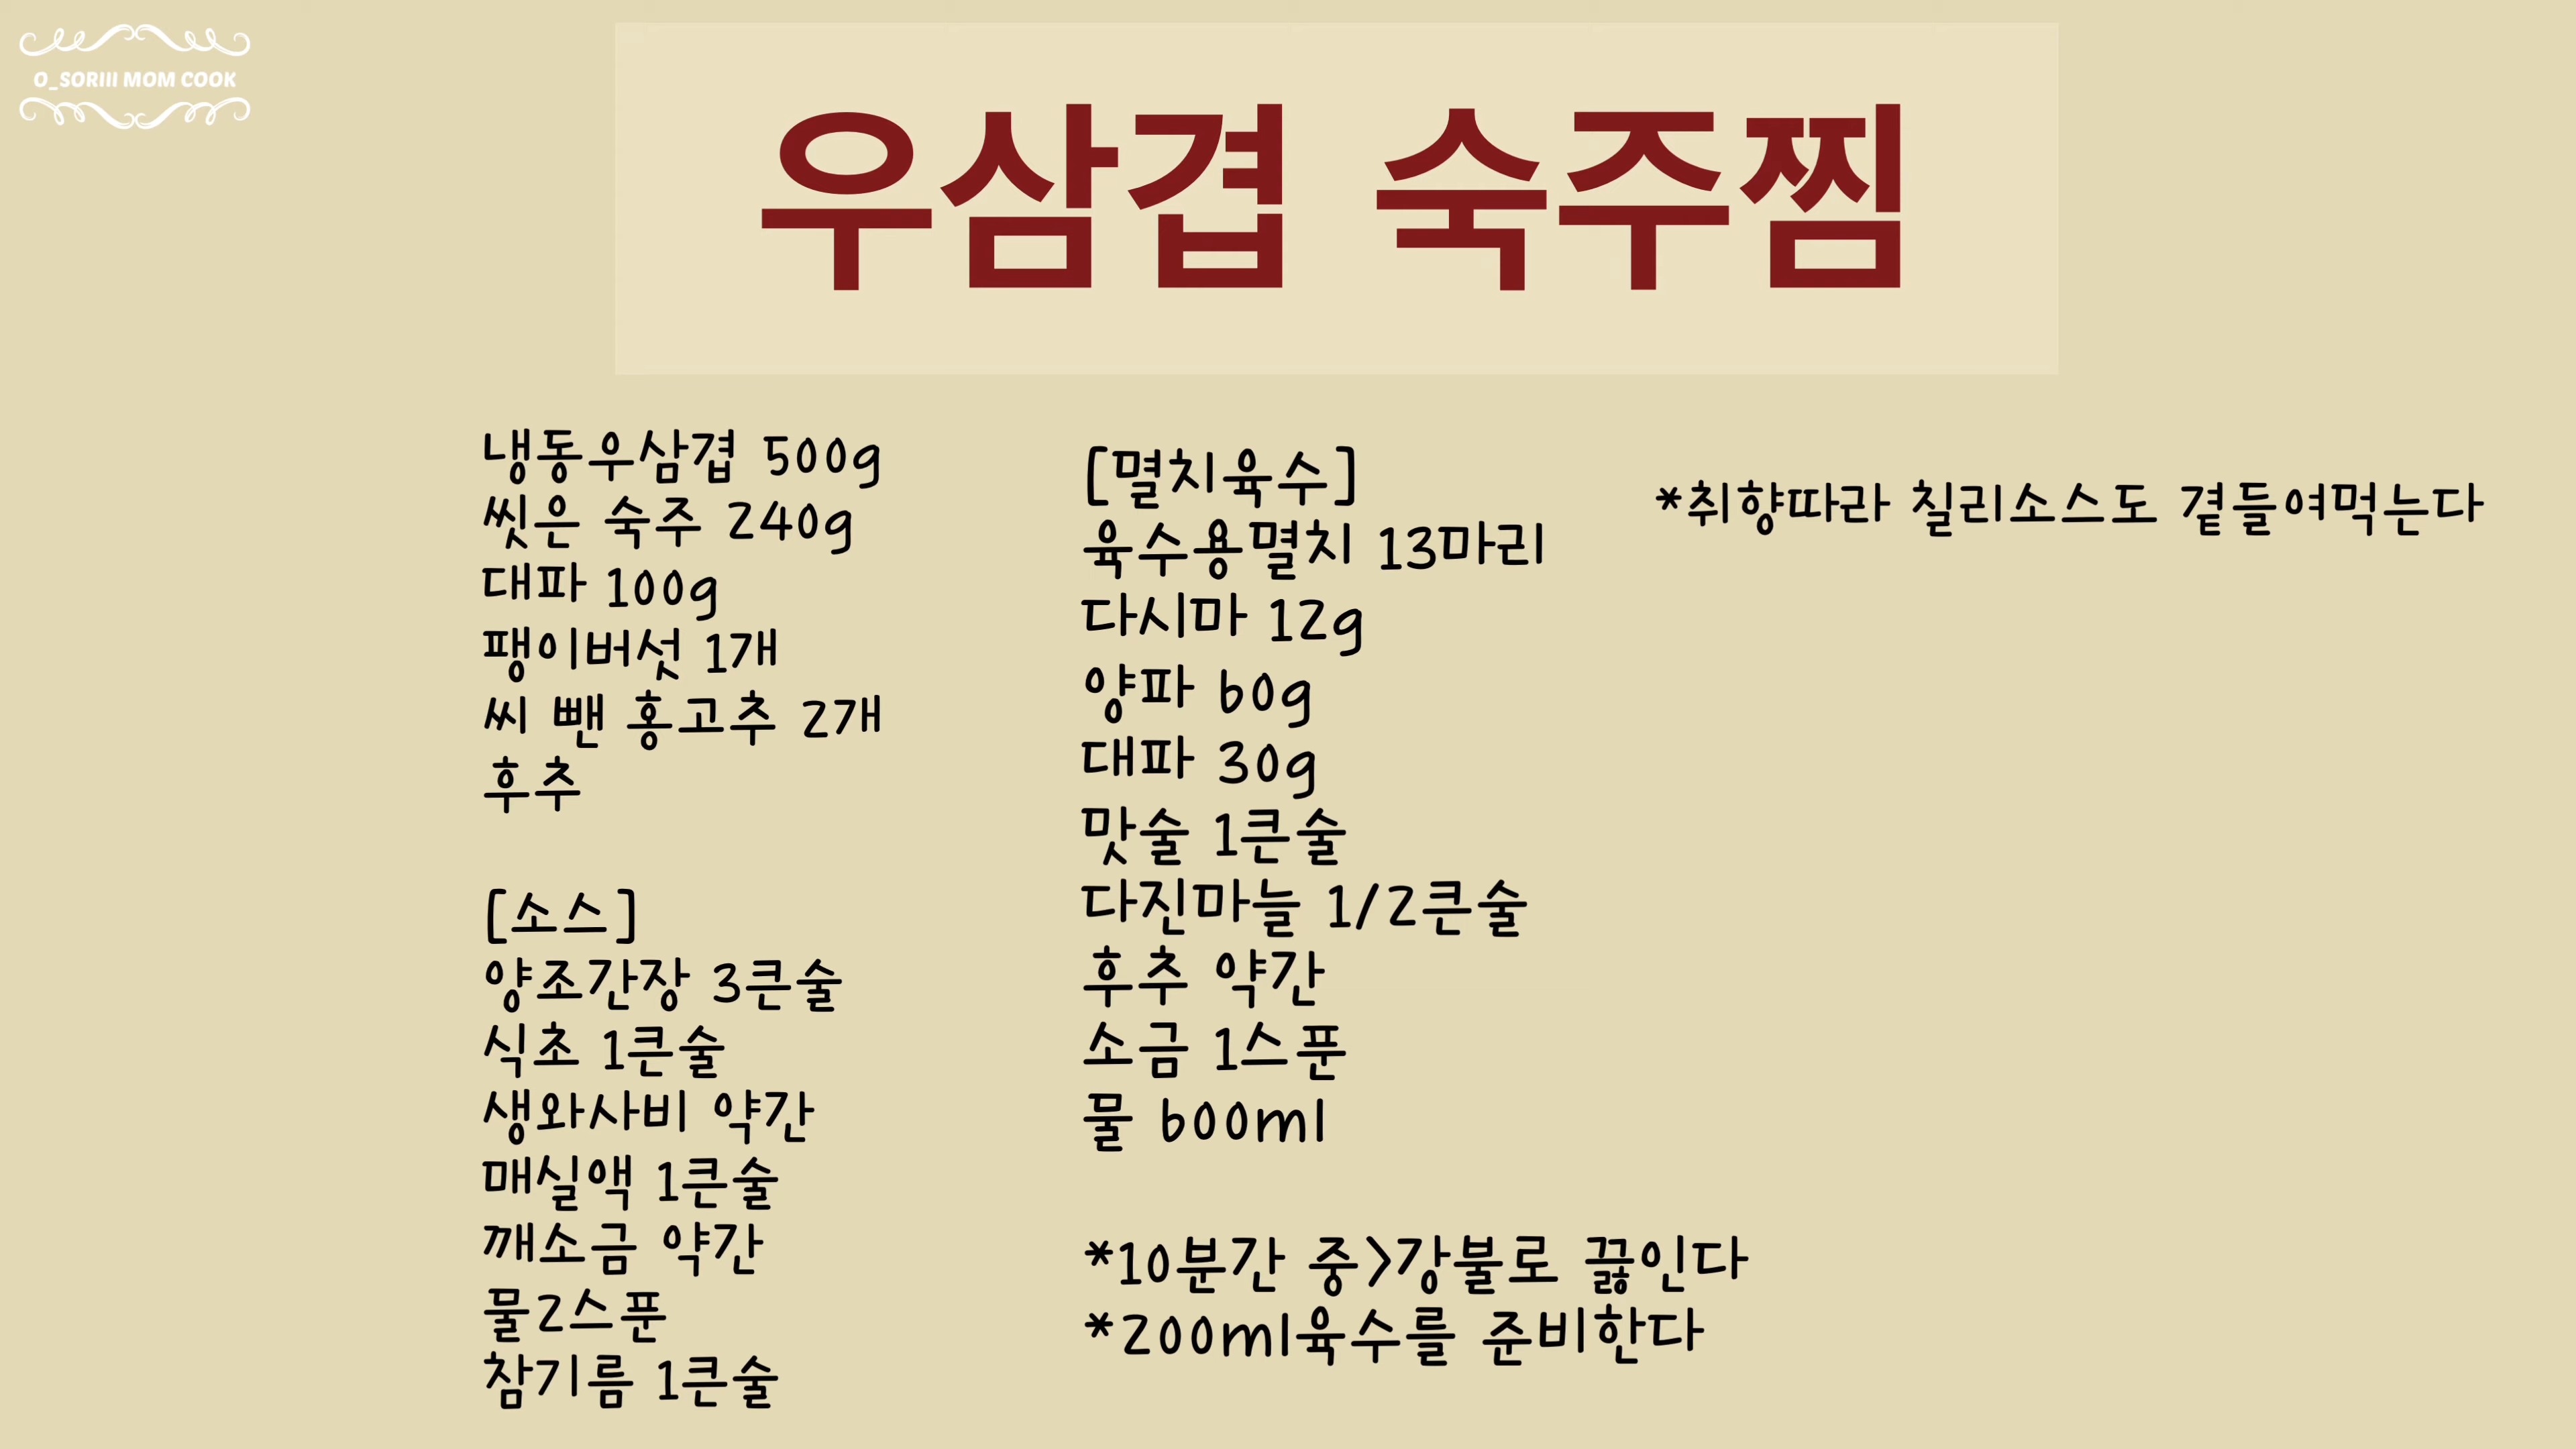 O_SORIII MOM COOK
우삼겹 숙주찜
냉동우삼겹 500g
씻은 숙주 240g
대파 100g
팽이버섯 1개
씨 뺀 홍고추 2개
후추
[소스]
양조간장 3큰술
식초 1큰술
생와사비 약간
매실액 1큰술
깨소금 약간
물2스푼
참기름 1큰술
[멸치육수]
육수용멸치 13마리
다시마 12g
양파 60g
대파 30g
맛술 1큰술
다진마늘 1/2큰술
후추 약간
소금 1스푼
물 600ml
*10분간 중>강불로 끓인다
*200ml육수를 준비한다
*취향따라 칠리소스도 곁들여먹는다